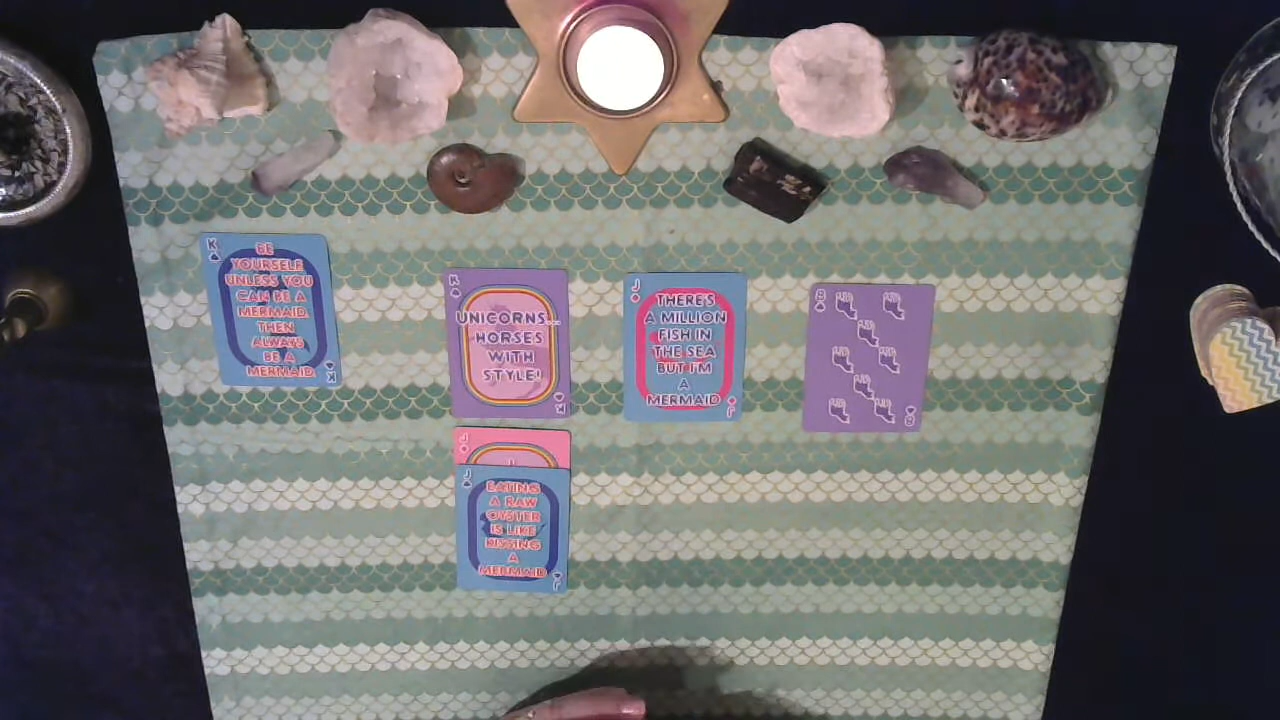 K
BE
YOURSELF
UNLESS YOU
CAN BE A
MERMAID
THEN
ALWAYS
BE A
MERMAID
K
K
UNICORNS...
HORSES
WITH
STYLE!
K
J
THERE'S
A MILLION
FISH IN
THE SEA
BUT I'M
A
MERMAID
J
8
8
J
J
EATING
A RAW
OYSTER
IS LIKE
KISSING
A
MERMAID
J